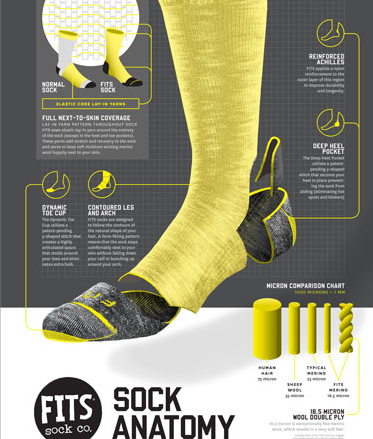 NORMAL
SOCK
FITS
SOCK
ELASTIC CORE LAY-IN YARNS
FULL NEXT-TO-SKIN COVERAGE
LAY IN YARN PATTERN THROUGHOUT SOCK
FITS sews elastic lay in yarn around the entirety
of the sock (except in the heel and toe pockets).
These yarns add stretch and recovery to the sock
and serve to keep soft moisture wicking merino
wool happily next to your skin.
REINFORCED
ACHILLES
FITS applies a nylon
reinforcement to the
outer layer of this region
to improve durability
and longevity.
DEEP HEEL
POCKET
The Deep Heel Pocket
utilizes a patent-
pending y-shaped stitch
that secures your
heel in place prevent-
ing the sock from
sliding (eliminating hot
spots and blisters)
DYNAMIC
TOE CUP
The Dynamic Toe
Cup utilizes a
patent-pending
y-shaped stitch that
creates a highly
articulated space
that molds around
your toes and elimi-
nates extra bulk.
CONTOURED LEG
AND ARCH
FITS socks are designed
to follow the contours of
the natural shape of your
foot. A form fitting pattern
means that the sock stays
comfortably next to your
skin without falling down
your calf or bunching up
around your arch.
MICRON COMPARISON CHART
1000 MICRONS = 1 MM
HUMAN
HAIR
75 micron
SHEEP
WOOL
35 micron
TYPICAL
MERINO
23 micron
FITS
MERINO
18.5 micron
18.5 MICRON
WOOL DOUBLE PLY
18.5 micron is exceptionally fine merino
wool, which results in a very soft feel.
FITS
sock co.
SOCK
ANATOMY